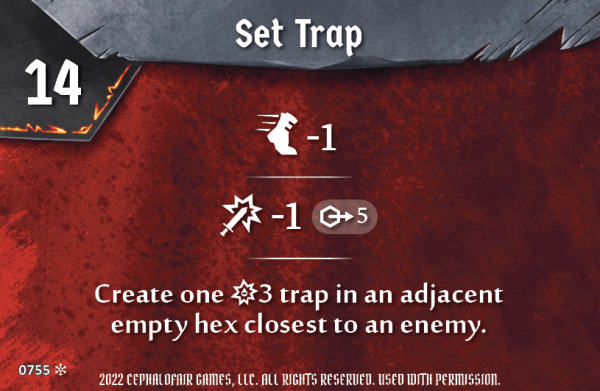 Set Trap
14
-1
-1 5
Create one 3 trap in an adjacent
empty hex closest to an enemy.
0755
2022 CEPHALOFAIR GAMES, LLC. ALL RIGHTS RESERVED. USED WITH PERMISSION.